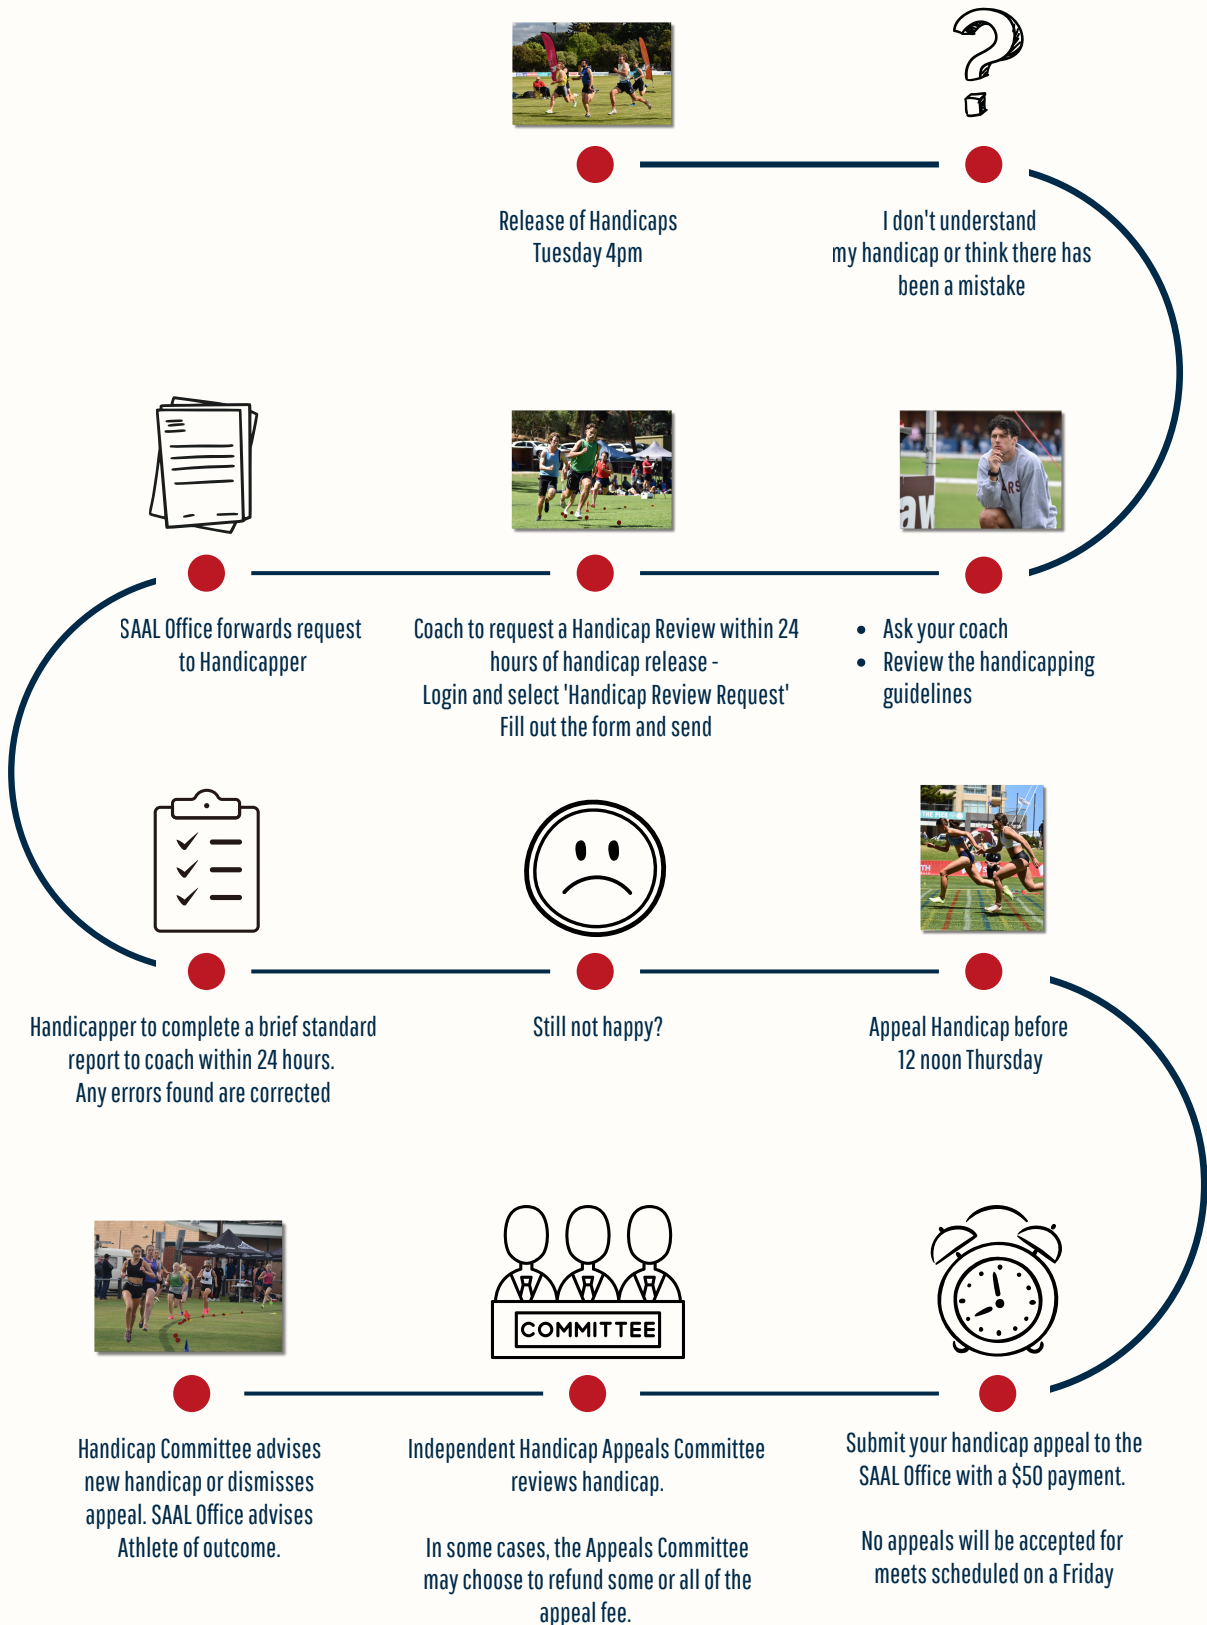 Release of Handicaps
Tuesday 4pm
I don't understand
my handicap or think there has
been a mistake
SAAL Office forwards request
to Handicapper
Coach to request a Handicap Review within 24
hours of handicap release -
Login and select 'Handicap Review Request'
Fill out the form and send
• Ask your coach
• Review the handicapping
guidelines
Handicapper to complete a brief standard
report to coach within 24 hours.
Any errors found are corrected
Still not happy?
Appeal Handicap before
12 noon Thursday
COMMITTEE
Handicap Committee advises
new handicap or dismisses
appeal. SAAL Office advises
Athlete of outcome.
Independent Handicap Appeals Committee
reviews handicap.
In some cases, the Appeals Committee
may choose to refund some or all of the
appeal fee.
Submit your handicap appeal to the
SAAL Office with a $50 payment.
No appeals will be accepted for
meets scheduled on a Friday